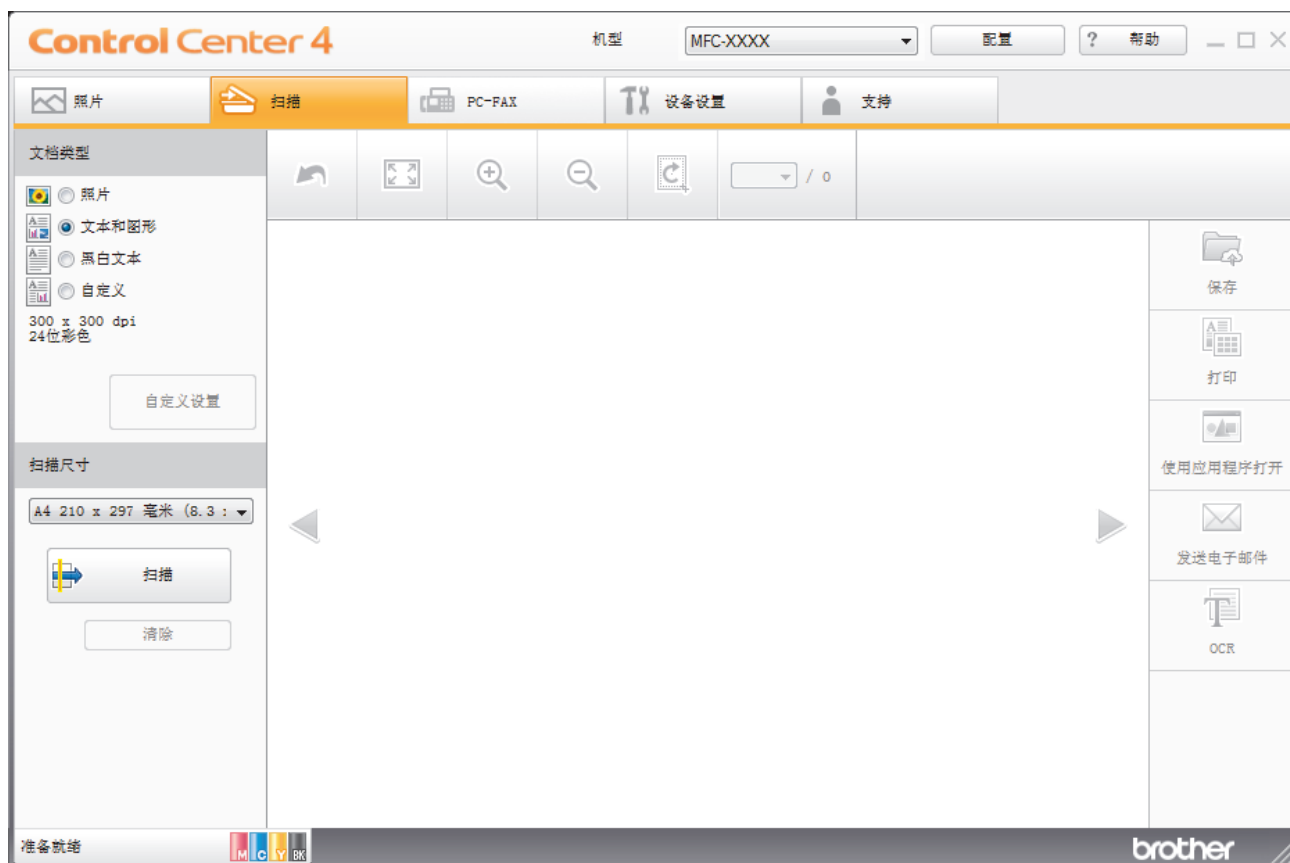 Control Center 4
机型
MFC-XXXX
配置
? 帮助
照片
扫描
PC-FAX
设备设置
支持
文档类型
照片
文本和图形
黑白文本
自定义
300 x 300 dpi
24位彩色
自定义设置
扫描尺寸
A4 210 x 297 毫米 (8.3 :
扫描
清除
/ 0
保存
打印
使用应用程序打开
发送电子邮件
OCR
准备就绪
M C Y BK
brother